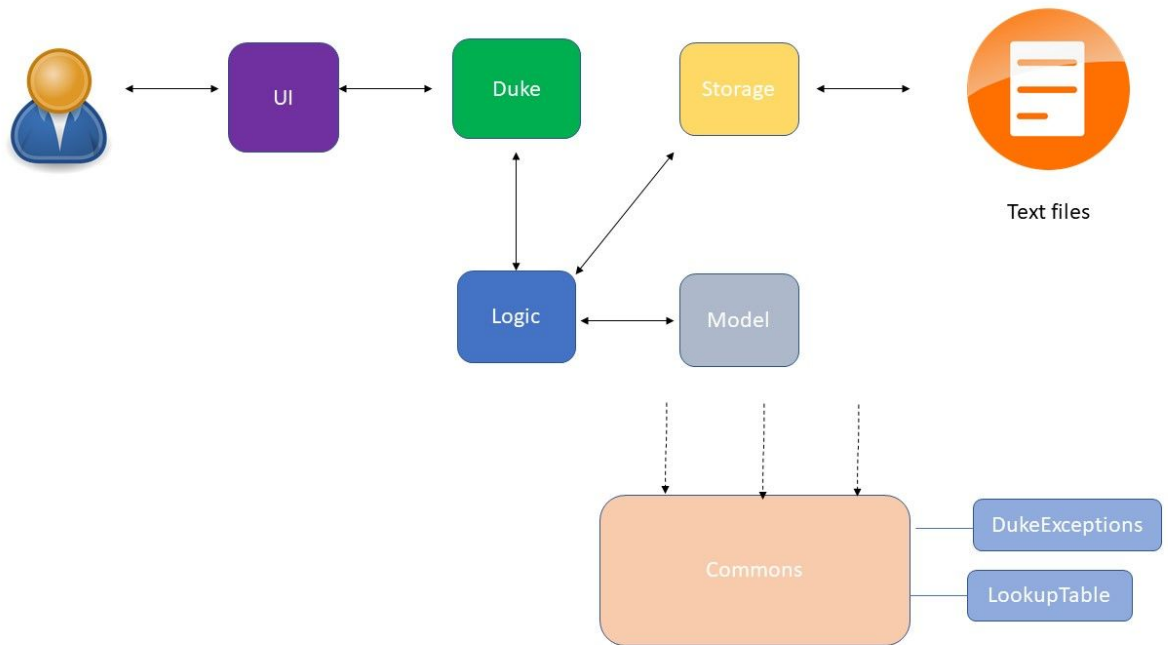 UI
Duke
Storage
Text files
Logic
Model
Commons
DukeExceptions
LookupTable